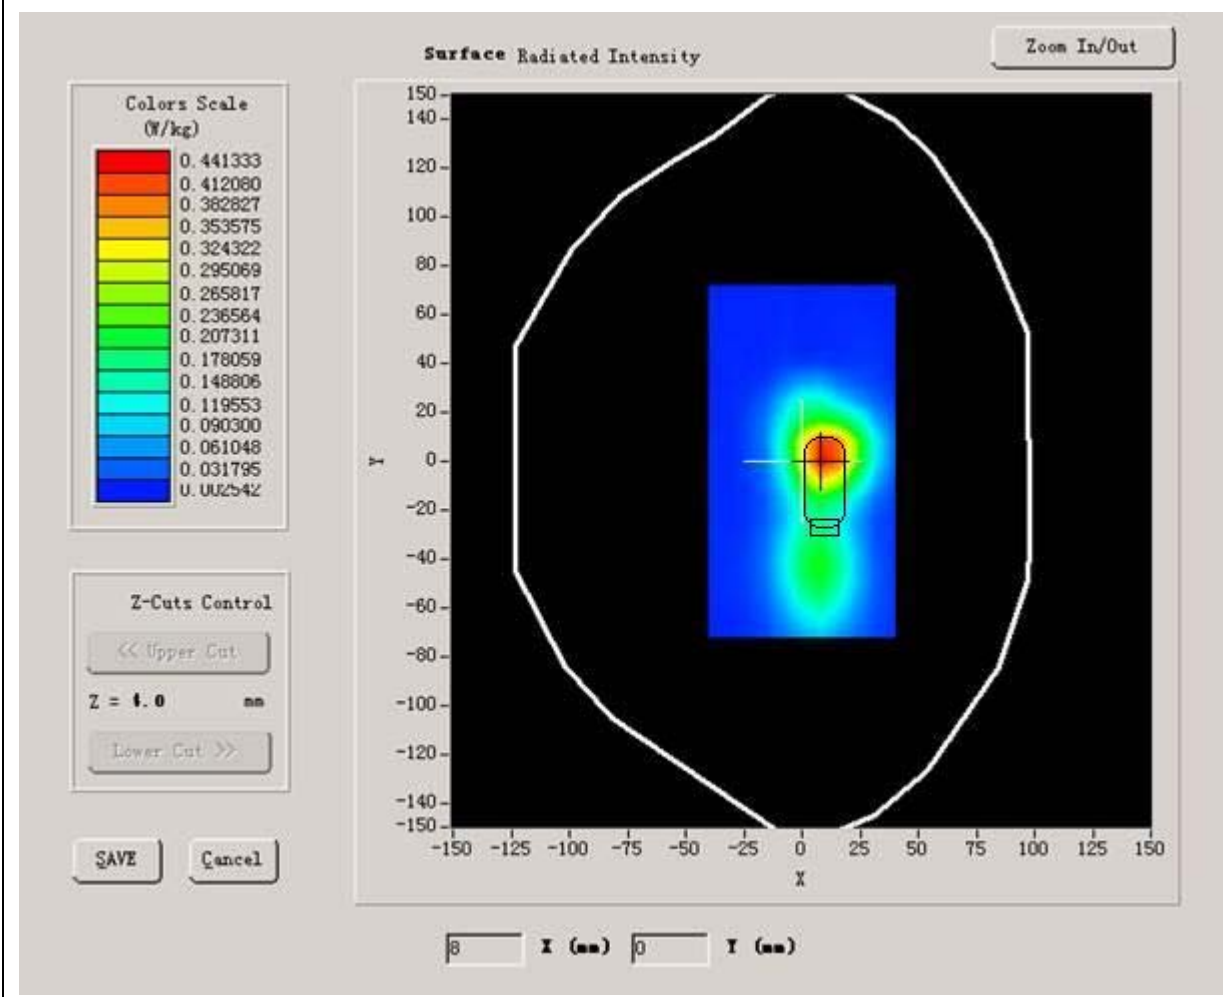 Surface Radiated Intensity
Zoom In/Out
Colors Scale
(W/kg)
0.441333
0.412080
0.382827
0.353575
0.324322
0.295069
0.265817
0.236564
0.207311
0.178059
0.148806
0.119553
0.090300
0.061048
0.031795
0.002542
150
140
120
100
80
60
40
20
0
-20
-40
-60
-80
-100
-120
-140
-150
Y
-150 -125 -100 -75 -50 -25 0 25 50 75 100 125 150
X
Z-Cuts Control
<< Upper Cut
Z = mm
Lower Cut >>
SAVE Cancel
8 X (mm) 0 Y (mm)